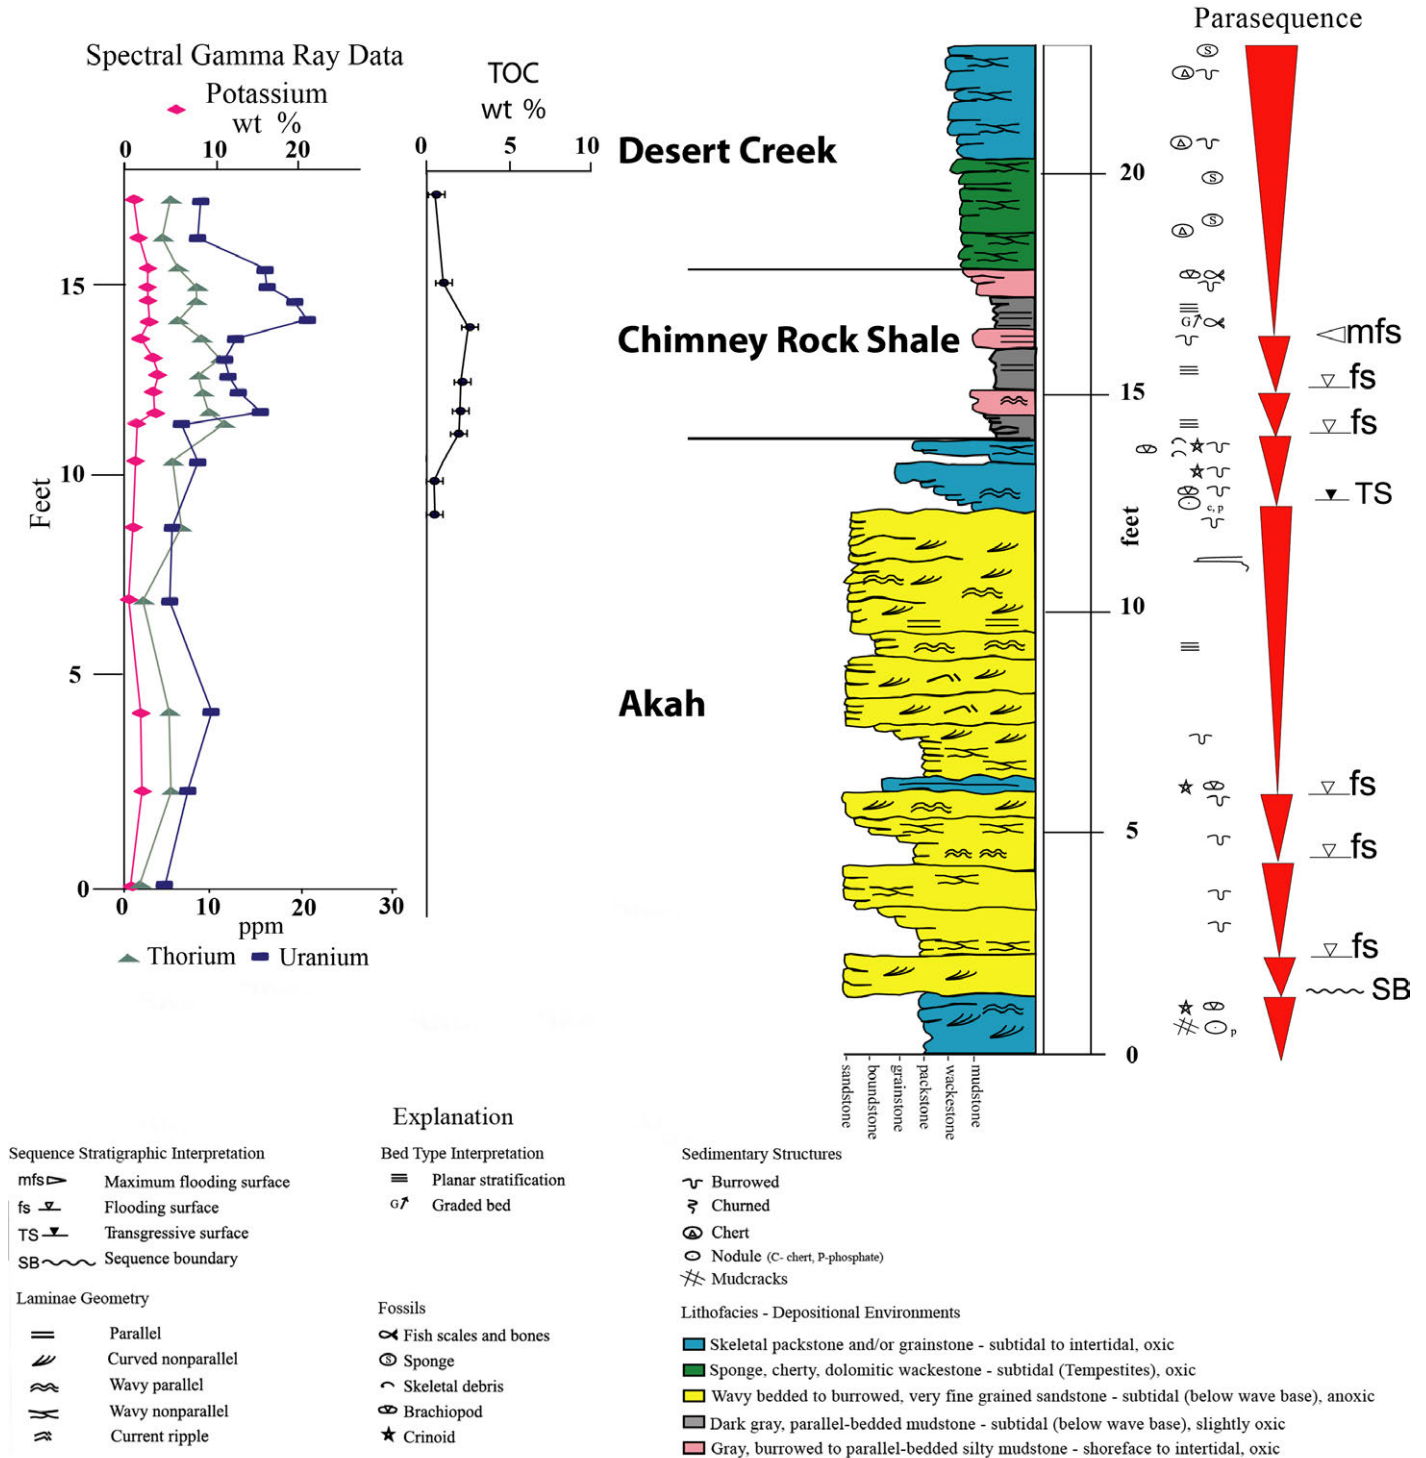 Parasequence
Spectral Gamma Ray Data
Potassium
wt %
0 10 20
TOC
wt %
0 5 10
Desert Creek
Chimney Rock Shale
Akah
15
10
5
0
Feet
0 10 20 30
ppm
Thorium Uranium
20
15
10
5
0
feet
sandstone
boundstone
grainstone
packstone
wackestone
mudstone
S
S
S
G
c, p
p
mfs
fs
fs
TS
fs
fs
fs
SB
Explanation
Sequence Stratigraphic Interpretation
mfs Maximum flooding surface
fs Flooding surface
TS Transgressive surface
SB Sequence boundary
Laminae Geometry
Parallel
Curved nonparallel
Wavy parallel
Wavy nonparallel
Current ripple
Bed Type Interpretation
Planar stratification
G Graded bed
Fossils
Fish scales and bones
S Sponge
Skeletal debris
Brachiopod
Crinoid
Sedimentary Structures
Burrowed
Churned
Chert
Nodule (C- chert, P-phosphate)
Mudcracks
Lithofacies - Depositional Environments
Skeletal packstone and/or grainstone - subtidal to intertidal, oxic
Sponge, cherty, dolomitic wackestone - subtidal (Tempestites), oxic
Wavy bedded to burrowed, very fine grained sandstone - subtidal (below wave base), anoxic
Dark gray, parallel-bedded mudstone - subtidal (below wave base), slightly oxic
Gray, burrowed to parallel-bedded silty mudstone - shoreface to intertidal, oxic